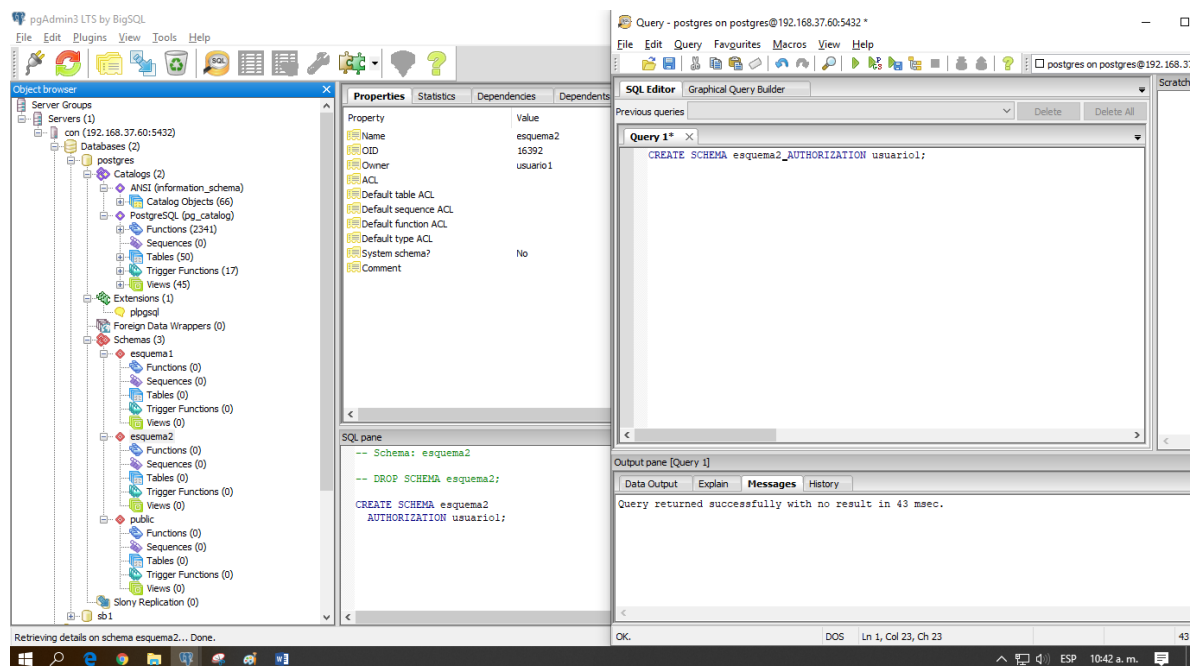 pgAdmin3 LTS by BigSQL
File Edit Plugins View Tools Help
SQL
Object browser
Server Groups
Servers (1)
con (192.168.37.60:5432)
Databases (2)
postgres
Catalogs (2)
ANSI (information_schema)
Catalog Objects (66)
PostgreSQL (pg_catalog)
Functions (2341)
Sequences (0)
Tables (50)
Trigger Functions (17)
Views (45)
Extensions (1)
plpgsql
Foreign Data Wrappers (0)
Schemas (3)
esquema1
Functions (0)
Sequences (0)
Tables (0)
Trigger Functions (0)
Views (0)
esquema2
Functions (0)
Sequences (0)
Tables (0)
Trigger Functions (0)
Views (0)
public
Functions (0)
Sequences (0)
Tables (0)
Trigger Functions (0)
Views (0)
Slony Replication (0)
sb1
Properties Statistics Dependencies Dependents
Property Value
Name esquema2
OID 16392
Owner usuario1
ACL
Default table ACL
Default sequence ACL
Default function ACL
Default type ACL
System schema? No
Comment
SQL pane
-- Schema: esquema2
-- DROP SCHEMA esquema2;
CREATE SCHEMA esquema2
AUTHORIZATION usuario1;
Retrieving details on schema esquema2... Done.
Query - postgres on postgres@192.168.37.60:5432 *
File Edit Query Favourites Macros View Help
postgres on postgres@192.168.37
SQL Editor Graphical Query Builder
Scratch
Previous queries Delete Delete All
Query 1*
CREATE SCHEMA esquema2 AUTHORIZATION usuario1;
Output pane [Query 1]
Data Output Explain Messages History
Query returned successfully with no result in 43 msec.
OK. DOS Ln 1, Col 23, Ch 23 43
ESP 10:42 a. m.